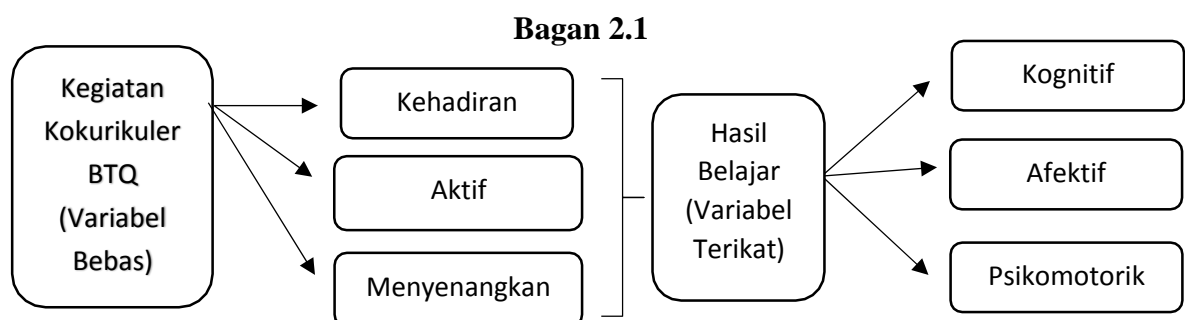 Bagan 2.1
Kegiatan
Kokurikuler
BTQ
(Variabel
Bebas)
Kehadiran
Aktif
Menyenangkan
Hasil
Belajar
(Variabel
Terikat)
Kognitif
Afektif
Psikomotorik